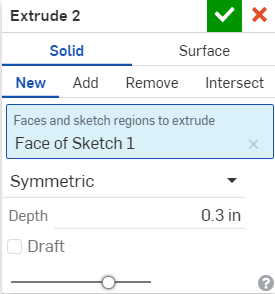 Extrude 2
Solid Surface
New Add Remove Intersect
Faces and sketch regions to extrude
Face of Sketch 1
Symmetric
Depth 0.3 in
Draft